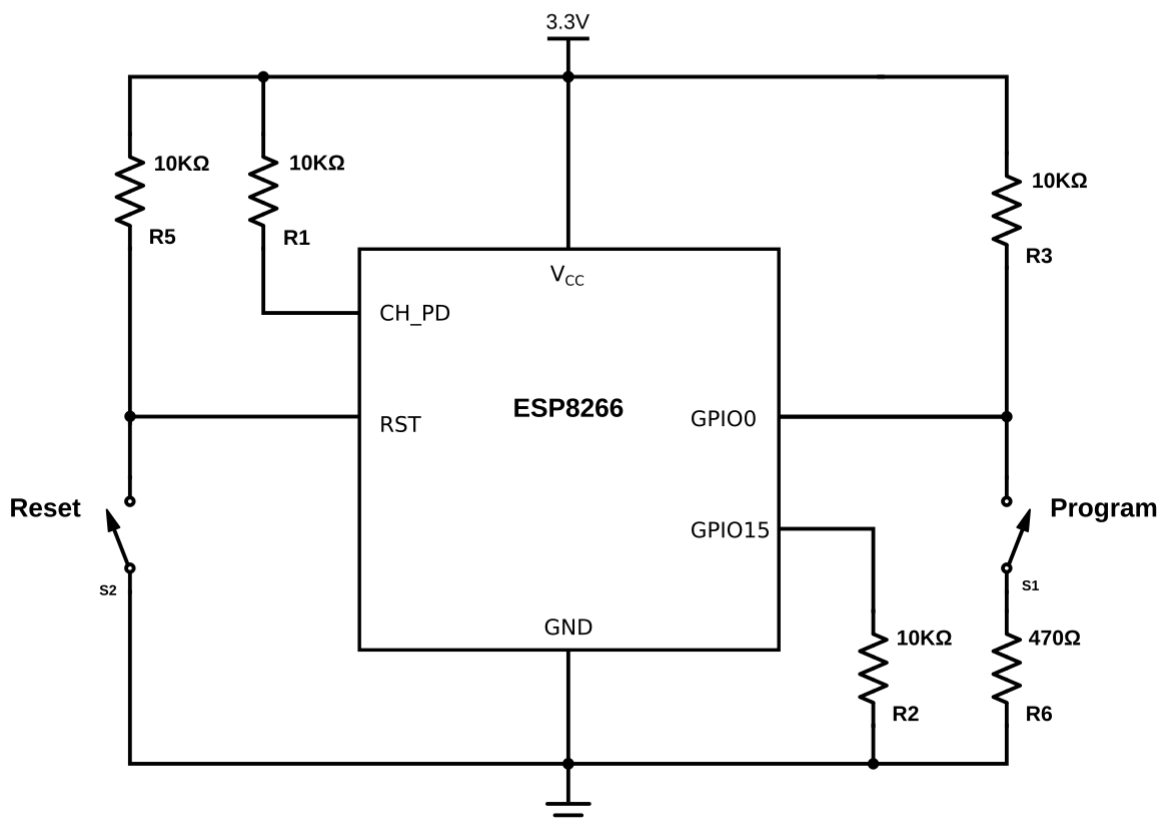 3.3V
10KΩ
10KΩ
10KΩ
R5
R1
R3
VCC
CH_PD
ESP8266
RST
GPIO0
Reset
Program
GPIO15
S2
S1
GND
10KΩ
470Ω
R2
R6